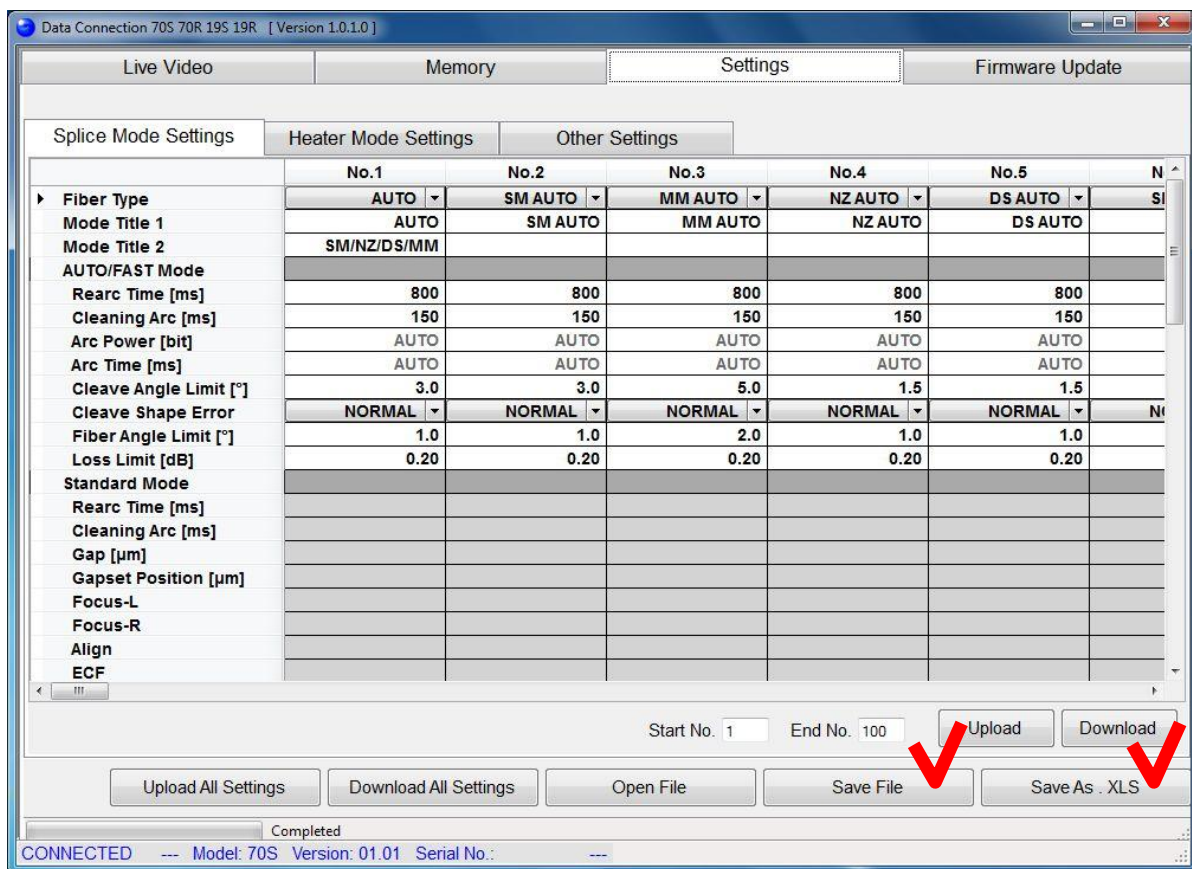 Data Connection 70S 70R 19S 19R [ Version 1.0.1.0 ]
Live Video Memory Settings Firmware Update
Splice Mode Settings Heater Mode Settings Other Settings
No.1 No.2 No.3 No.4 No.5 N
Fiber Type AUTO SM AUTO MM AUTO NZ AUTO DS AUTO SI
Mode Title 1 AUTO SM AUTO MM AUTO NZ AUTO DS AUTO
Mode Title 2 SM/NZ/DS/MM
AUTO/FAST Mode
Rearc Time [ms] 800 800 800 800 800
Cleaning Arc [ms] 150 150 150 150 150
Arc Power [bit] AUTO AUTO AUTO AUTO AUTO
Arc Time [ms] AUTO AUTO AUTO AUTO AUTO
Cleave Angle Limit [°] 3.0 3.0 5.0 1.5 1.5
Cleave Shape Error NORMAL NORMAL NORMAL NORMAL NORMAL
Fiber Angle Limit [°] 1.0 1.0 2.0 1.0 1.0
Loss Limit [dB] 0.20 0.20 0.20 0.20 0.20
Standard Mode
Rearc Time [ms]
Cleaning Arc [ms]
Gap [µm]
Gapset Position [µm]
Focus-L
Focus-R
Align
ECF
Start No. 1 End No. 100 Upload Download
Upload All Settings Download All Settings Open File Save File Save As . XLS
Completed
CONNECTED --- Model: 70S Version: 01.01 Serial No.: ---